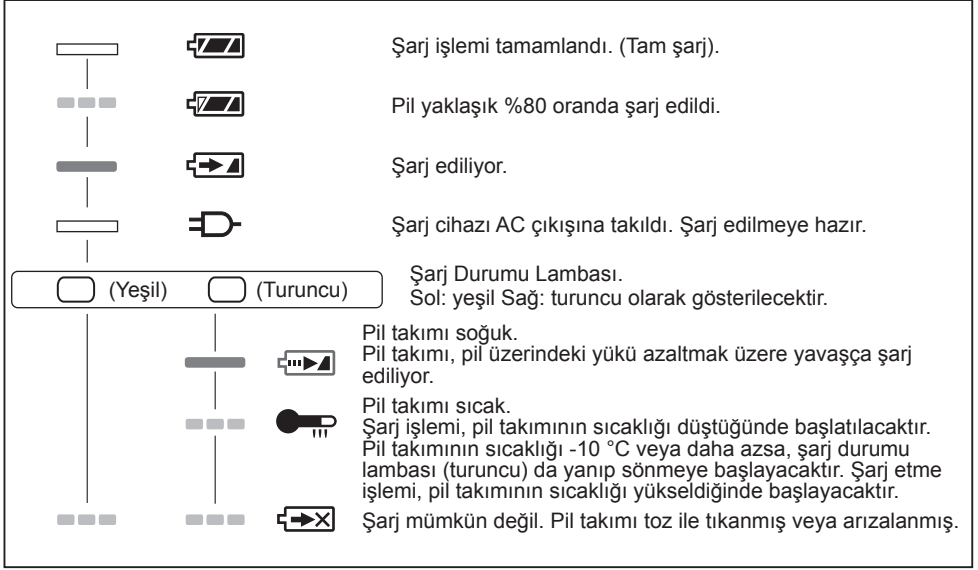 Şarj işlemi tamamlandı. (Tam şarj).
Pil yaklaşık %80 oranda şarj edildi.
Şarj ediliyor.
Şarj cihazı AC çıkışına takıldı. Şarj edilmeye hazır.
(Yeşil) (Turuncu)
Şarj Durumu Lambası.
Sol: yeşil Sağ: turuncu olarak gösterilecektir.
Pil takımı soğuk.
Pil takımı, pil üzerindeki yükü azaltmak üzere yavaşça şarj
ediliyor.
Pil takımı sıcak.
Şarj işlemi, pil takımının sıcaklığı düştüğünde başlatılacaktır.
Pil takımının sıcaklığı -10 °C veya daha azsa, şarj durumu
lambası (turuncu) da yanıp sönmeye başlayacaktır. Şarj etme
işlemi, pil takımının sıcaklığı yükseldiğinde başlayacaktır.
Şarj mümkün değil. Pil takımı toz ile tıkanmış veya arızalanmış.